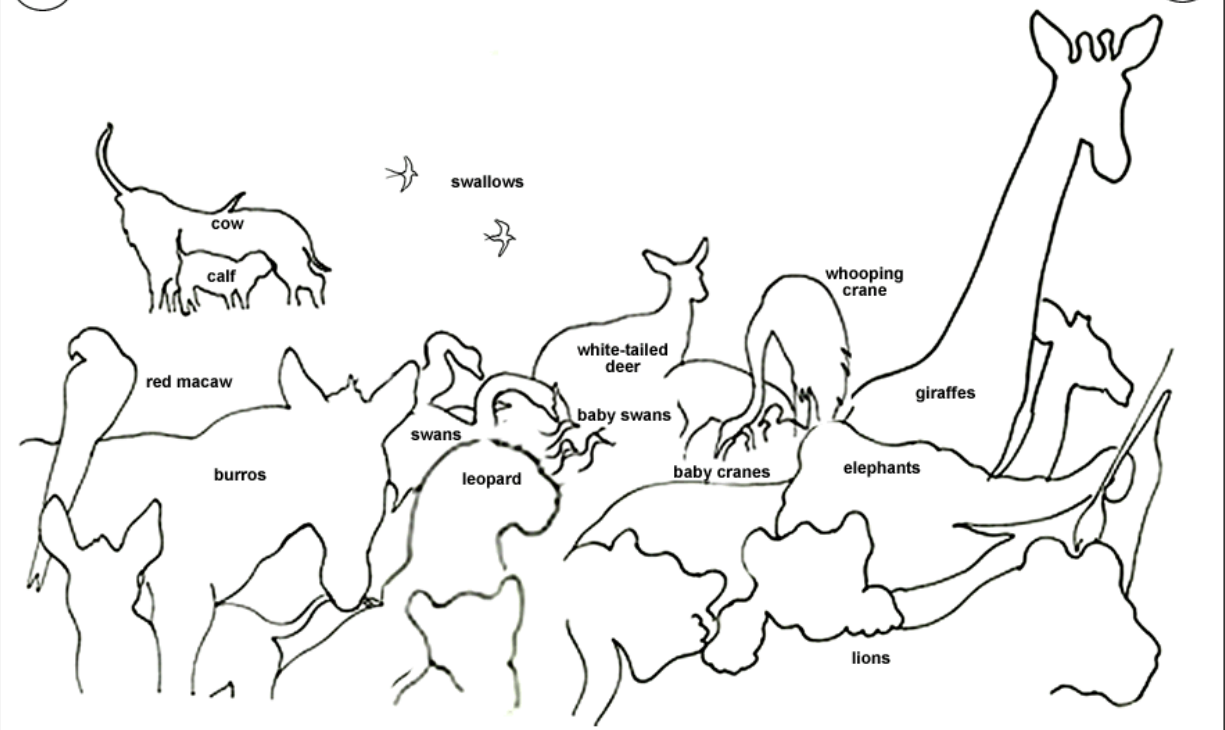 swallows
cow
calf
whooping
crane
white-tailed
deer
red macaw
giraffes
baby swans
swans
burros
leopard
baby cranes
elephants
lions